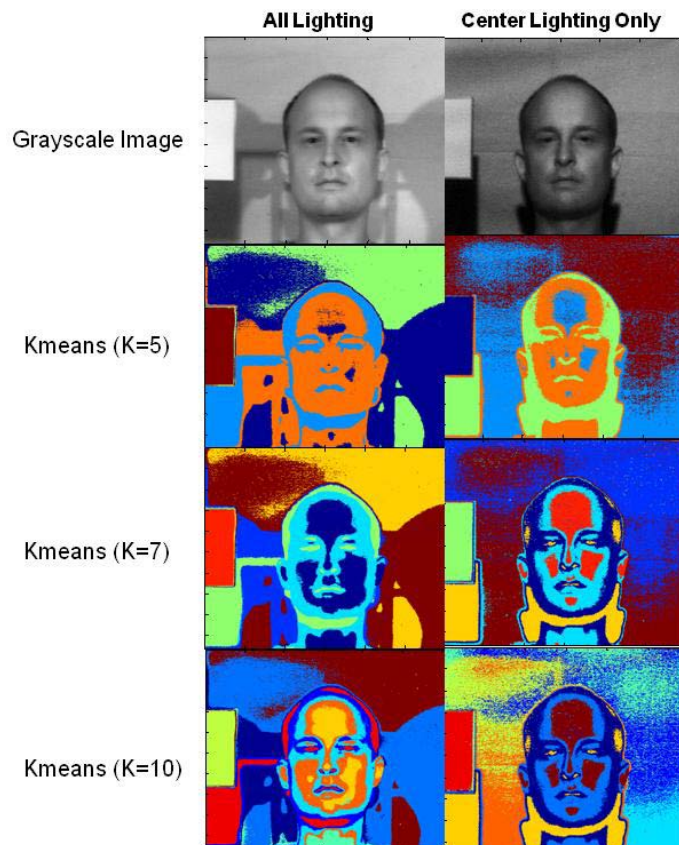 All Lighting Center Lighting Only
Grayscale Image
Kmeans (K=5)
Kmeans (K=7)
Kmeans (K=10)